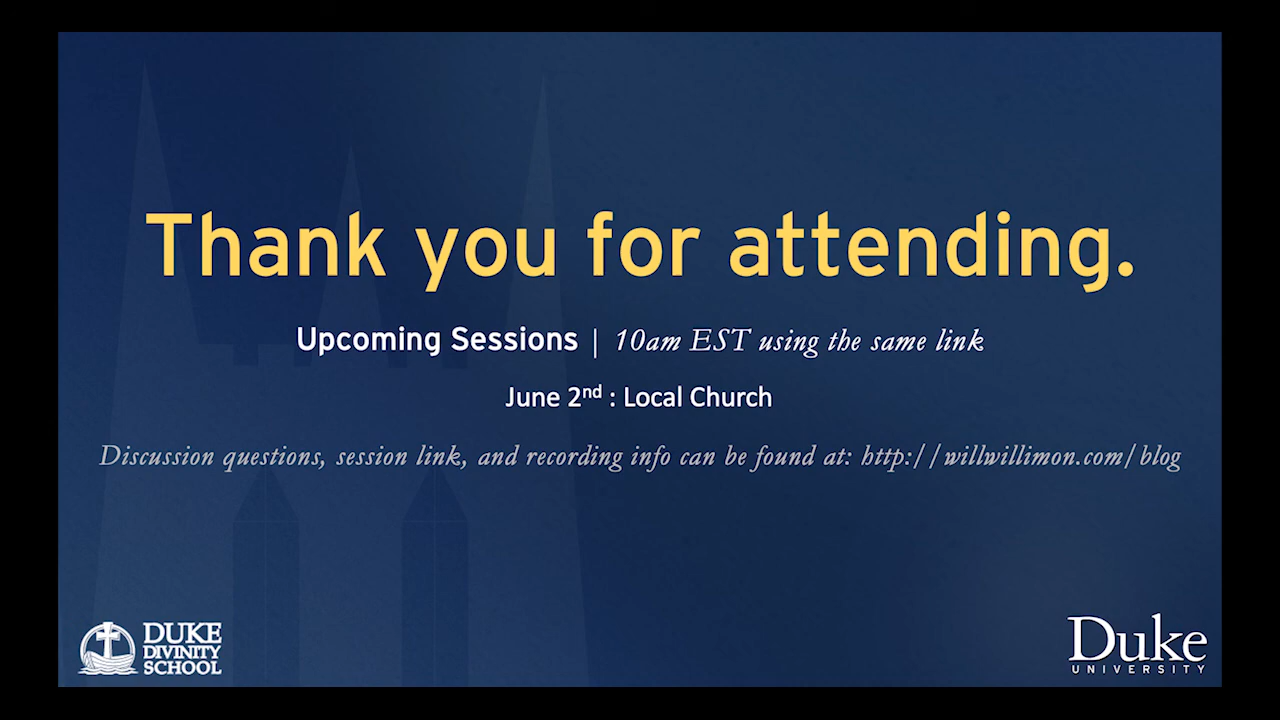 Thank you for attending.
Upcoming Sessions | 10am EST using the same link
June 2nd : Local Church
Discussion questions, session link, and recording info can be found at: http://willwillimon.com/blog
DUKE
DIVINITY
SCHOOL
Duke
UNIVERSITY